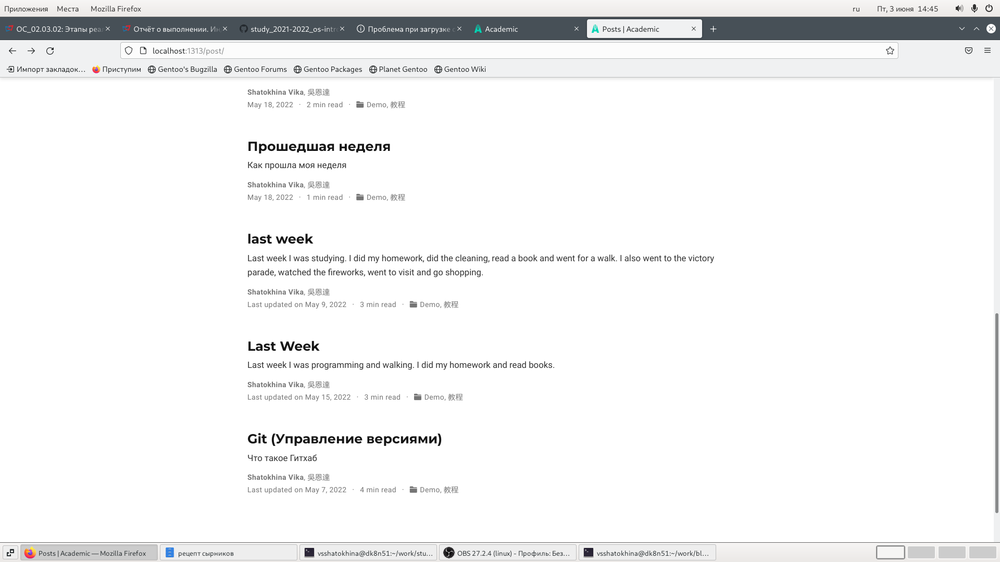 Приложения Места Mozilla Firefox ru Пт, 3 июня 14:45
ОС_02.03.02: Этапы реа Отчёт о выполнении. Ин study_2021-2022_os-intr Проблема при загрузке с Academic Posts | Academic
localhost:1313/post/
Импорт закладок… Приступим Gentoo's Bugzilla Gentoo Forums Gentoo Packages Planet Gentoo Gentoo Wiki
Shatokhina Vika, 吳恩達
May 18, 2022 · 2 min read · Demo, 教程
Прошедшая неделя
Как прошла моя неделя
Shatokhina Vika, 吳恩達
May 18, 2022 · 1 min read · Demo, 教程
last week
Last week I was studying. I did my homework, did the cleaning, read a book and went for a walk. I also went to the victory
parade, watched the fireworks, went to visit and go shopping.
Shatokhina Vika, 吳恩達
Last updated on May 9, 2022 · 3 min read · Demo, 教程
Last Week
Last week I was programming and walking. I did my homework and read books.
Shatokhina Vika, 吳恩達
Last updated on May 15, 2022 · 3 min read · Demo, 教程
Git (Управление версиями)
Что такое Гитхаб
Shatokhina Vika, 吳恩達
Last updated on May 7, 2022 · 4 min read · Demo, 教程
Posts | Academic — Mozilla Firefox рецепт сырников vsshatokhina@dk8n51:~/work/stu… OBS 27.2.4 (linux) - Профиль: Без… vsshatokhina@dk8n51:~/work/bl…